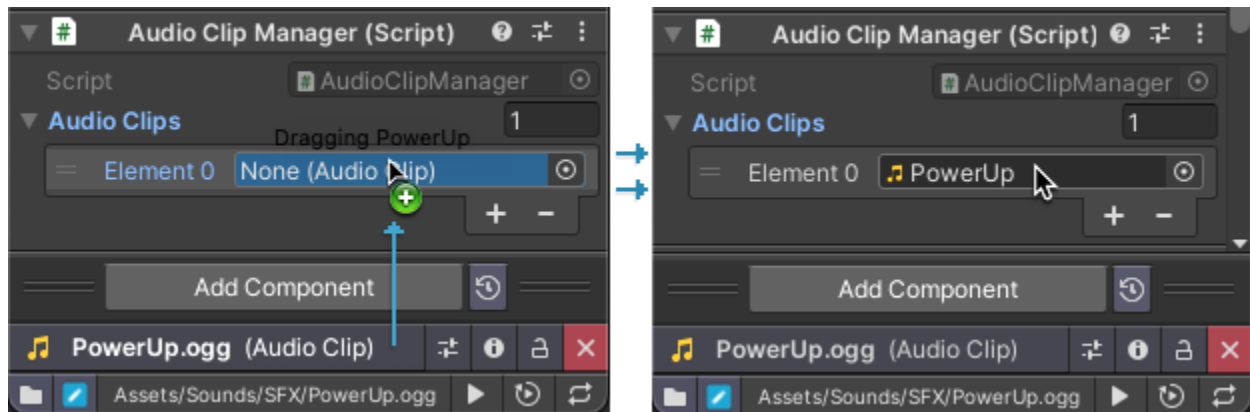 Audio Clip Manager (Script)
Script
AudioClipManager
Audio Clips
1
Dragging PowerUp
Element 0
None (Audio Clip)
+ −
Add Component
PowerUp.ogg (Audio Clip)
Assets/Sounds/SFX/PowerUp.ogg
Audio Clip Manager (Script)
Script
AudioClipManager
Audio Clips
1
Element 0
PowerUp
+ −
Add Component
PowerUp.ogg (Audio Clip)
Assets/Sounds/SFX/PowerUp.ogg